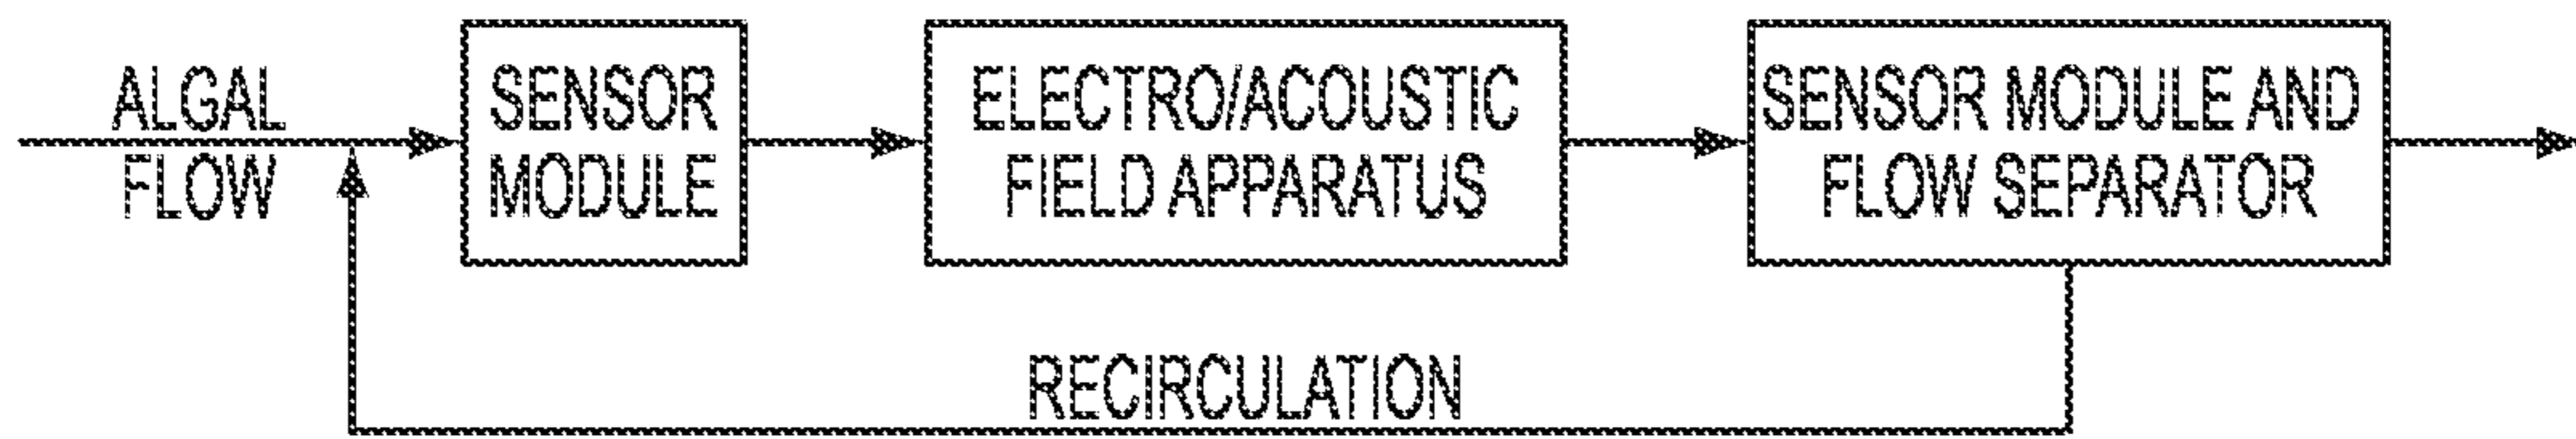 ALGAL
FLOW
SENSOR
MODULE
ELECTRO/ACOUSTIC
FIELD APPARATUS
SENSOR MODULE AND
FLOW SEPARATOR
RECIRCULATION